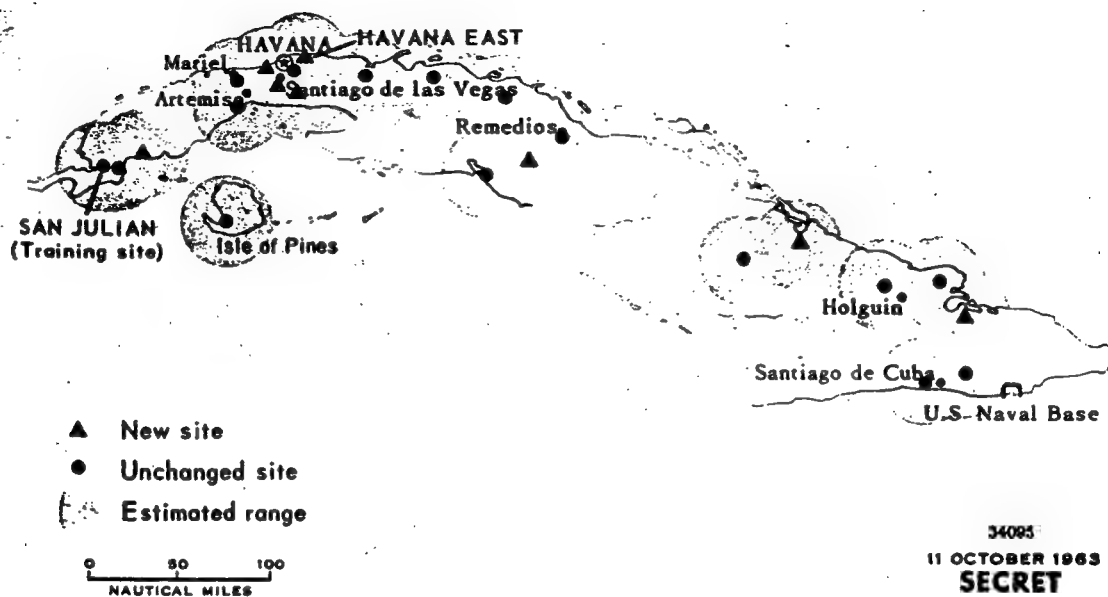 HAVANA
HAVANA EAST
Mariel
Santiago de las Vegas
Artemisa
Remedios
SAN JULIAN
(Training site)
Isle of Pines
Holguin
Santiago de Cuba
U.S. Naval Base
New site
Unchanged site
Estimated range
0 50 100
NAUTICAL MILES
34095
11 OCTOBER 1963
SECRET